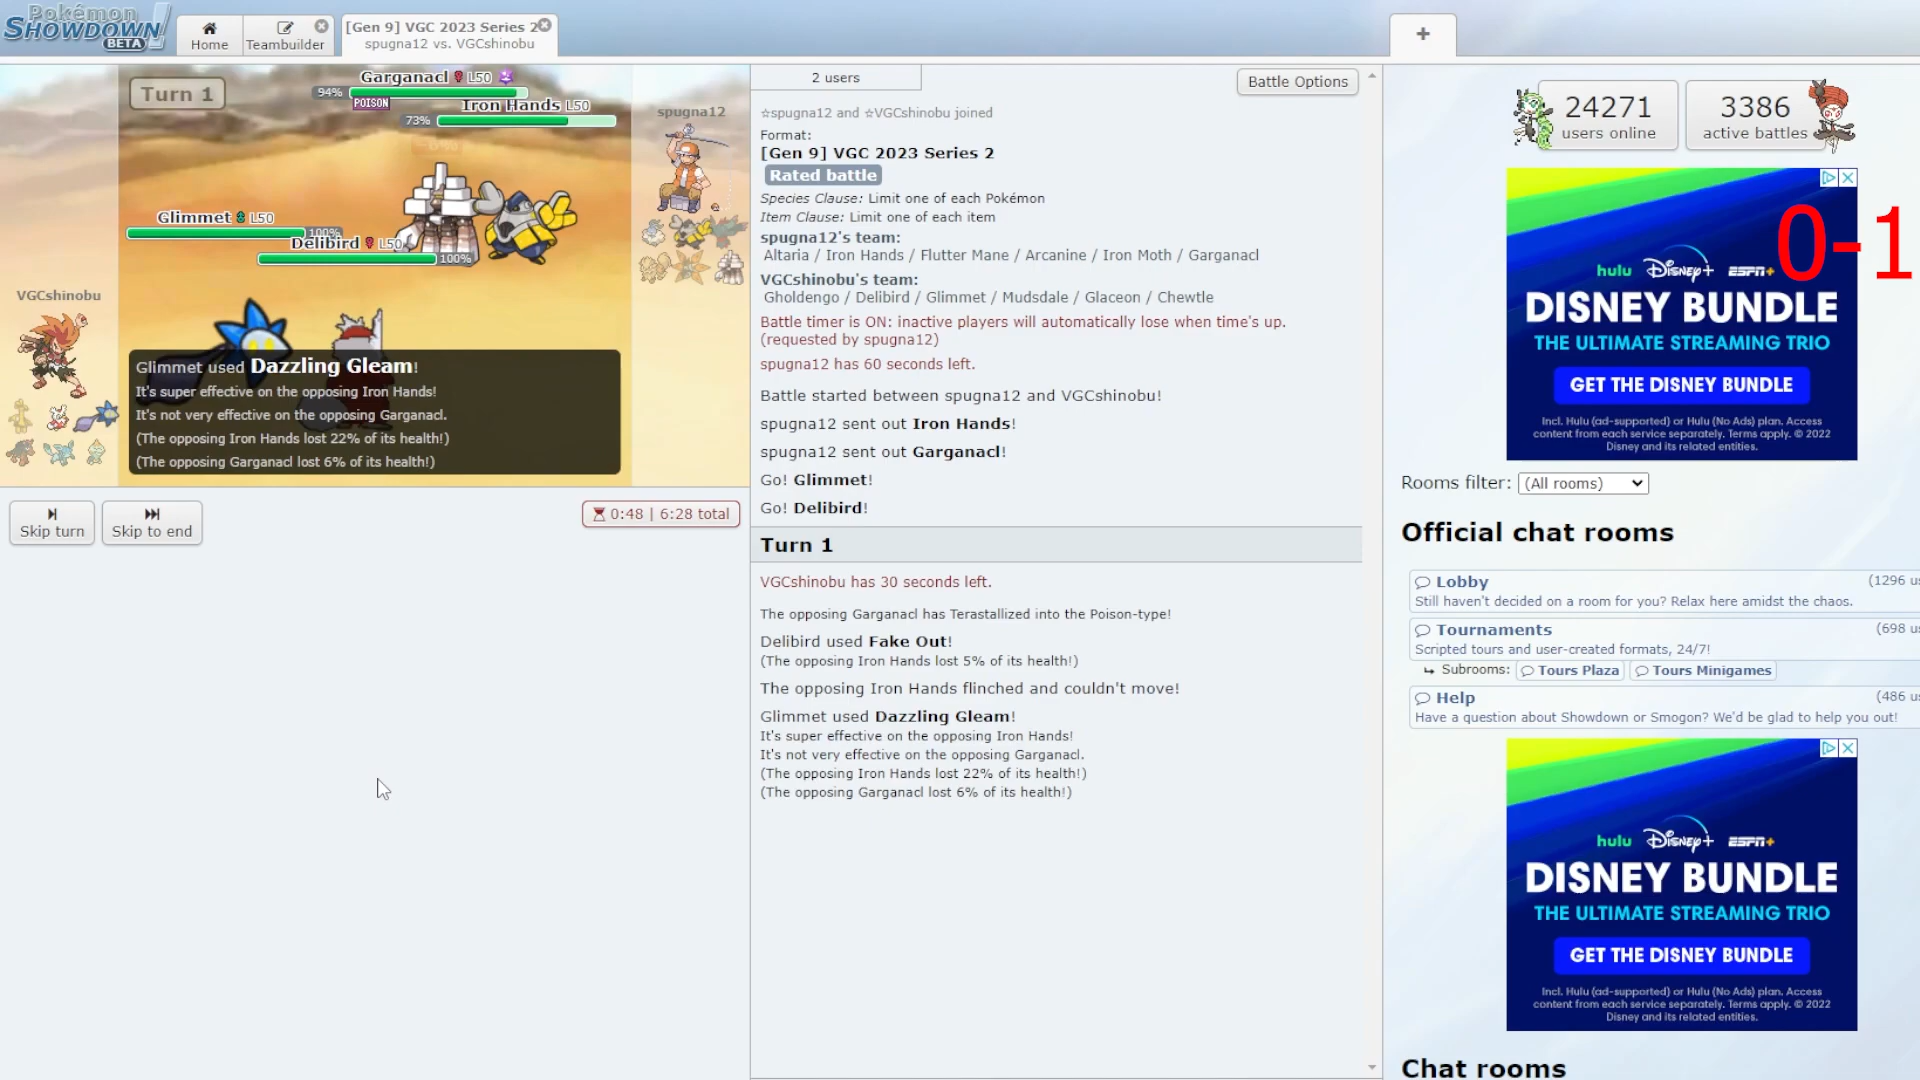 Pokémon
SHOWDOWN!
BETA
Home
Teambuilder
[Gen 9] VGC 2023 Series 2
spugna12 vs. VGCshinobu
+
Turn 1
Garganacl L50
94%
POISON
Iron Hands L50
73%
-6%
Glimmet L50
100%
Delibird L50
100%
spugna12
VGCshinobu
Glimmet used Dazzling Gleam!
It's super effective on the opposing Iron Hands!
It's not very effective on the opposing Garganacl.
(The opposing Iron Hands lost 22% of its health!)
(The opposing Garganacl lost 6% of its health!)
Skip turn
Skip to end
0:48 | 6:28 total
2 users
Battle Options
☆spugna12 and ☆VGCshinobu joined
Format:
[Gen 9] VGC 2023 Series 2
Rated battle
Species Clause: Limit one of each Pokémon
Item Clause: Limit one of each item
spugna12's team:
Altaria / Iron Hands / Flutter Mane / Arcanine / Iron Moth / Garganacl
VGCshinobu's team:
Gholdengo / Delibird / Glimmet / Mudsdale / Glaceon / Chewtle
Battle timer is ON: inactive players will automatically lose when time's up.
(requested by spugna12)
spugna12 has 60 seconds left.
Battle started between spugna12 and VGCshinobu!
spugna12 sent out Iron Hands!
spugna12 sent out Garganacl!
Go! Glimmet!
Go! Delibird!
Turn 1
VGCshinobu has 30 seconds left.
The opposing Garganacl has Terastallized into the Poison-type!
Delibird used Fake Out!
(The opposing Iron Hands lost 5% of its health!)
The opposing Iron Hands flinched and couldn't move!
Glimmet used Dazzling Gleam!
It's super effective on the opposing Iron Hands!
It's not very effective on the opposing Garganacl.
(The opposing Iron Hands lost 22% of its health!)
(The opposing Garganacl lost 6% of its health!)
24271
users online
3386
active battles
0-1
hulu Disney+ ESPN+
DISNEY BUNDLE
THE ULTIMATE STREAMING TRIO
GET THE DISNEY BUNDLE
Incl. Hulu (ad-supported) or Hulu (No Ads) plan. Access
content from each service separately. Terms apply. © 2022
Disney and its related entities.
Rooms filter: (All rooms)
Official chat rooms
Lobby
(1296 us
Still haven't decided on a room for you? Relax here amidst the chaos.
Tournaments
(698 us
Scripted tours and user-created formats, 24/7!
↳ Subrooms: Tours Plaza Tours Minigames
Help
(486 us
Have a question about Showdown or Smogon? We'd be glad to help you out!
hulu Disney+ ESPN+
DISNEY BUNDLE
THE ULTIMATE STREAMING TRIO
GET THE DISNEY BUNDLE
Incl. Hulu (ad-supported) or Hulu (No Ads) plan. Access
content from each service separately. Terms apply. © 2022
Disney and its related entities.
Chat rooms